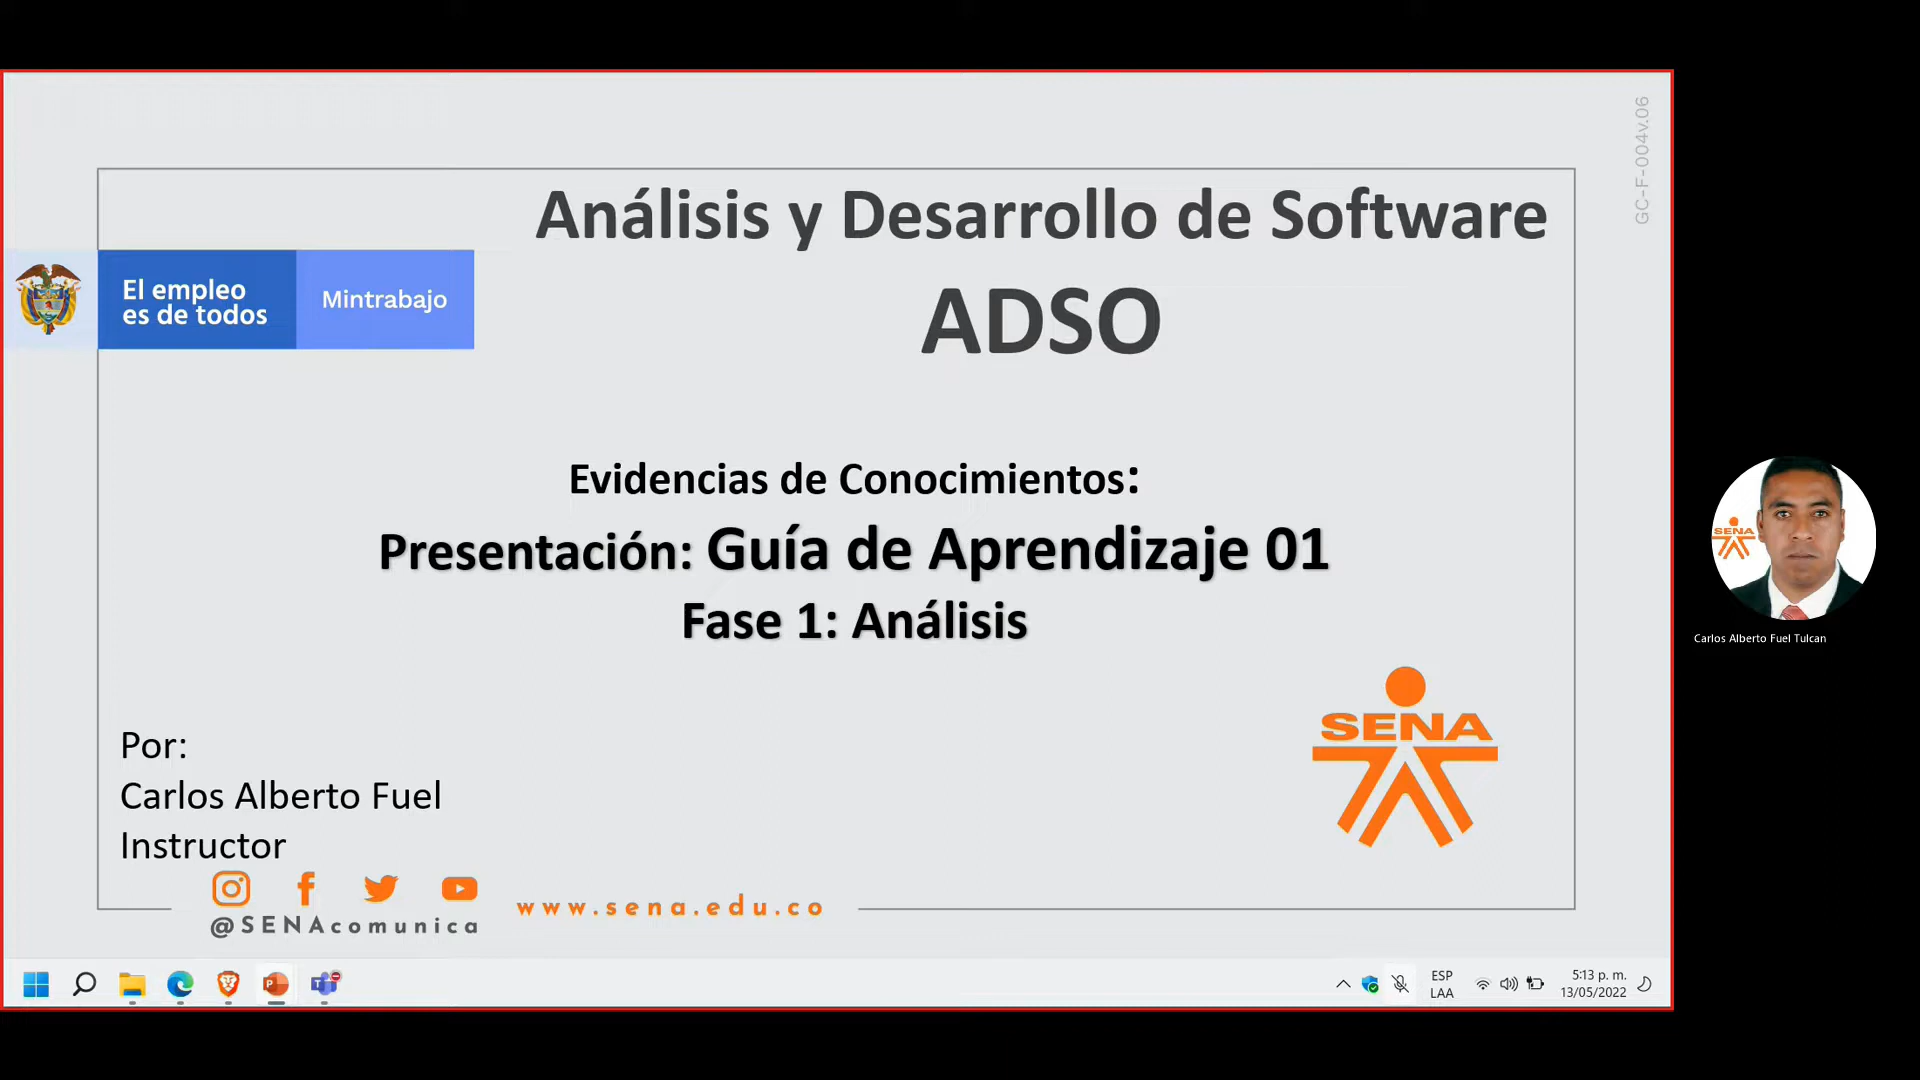 GC-F-004v.06
Análisis y Desarrollo de Software
ADSO
El empleo
es de todos
Mintrabajo
Evidencias de Conocimientos:
Presentación: Guía de Aprendizaje 01
Fase 1: Análisis
SENA
Carlos Alberto Fuel Tulcan
Por:
Carlos Alberto Fuel
Instructor
SENA
@SENAcomunica
www.sena.edu.co
ESP
LAA
5:13 p. m.
13/05/2022